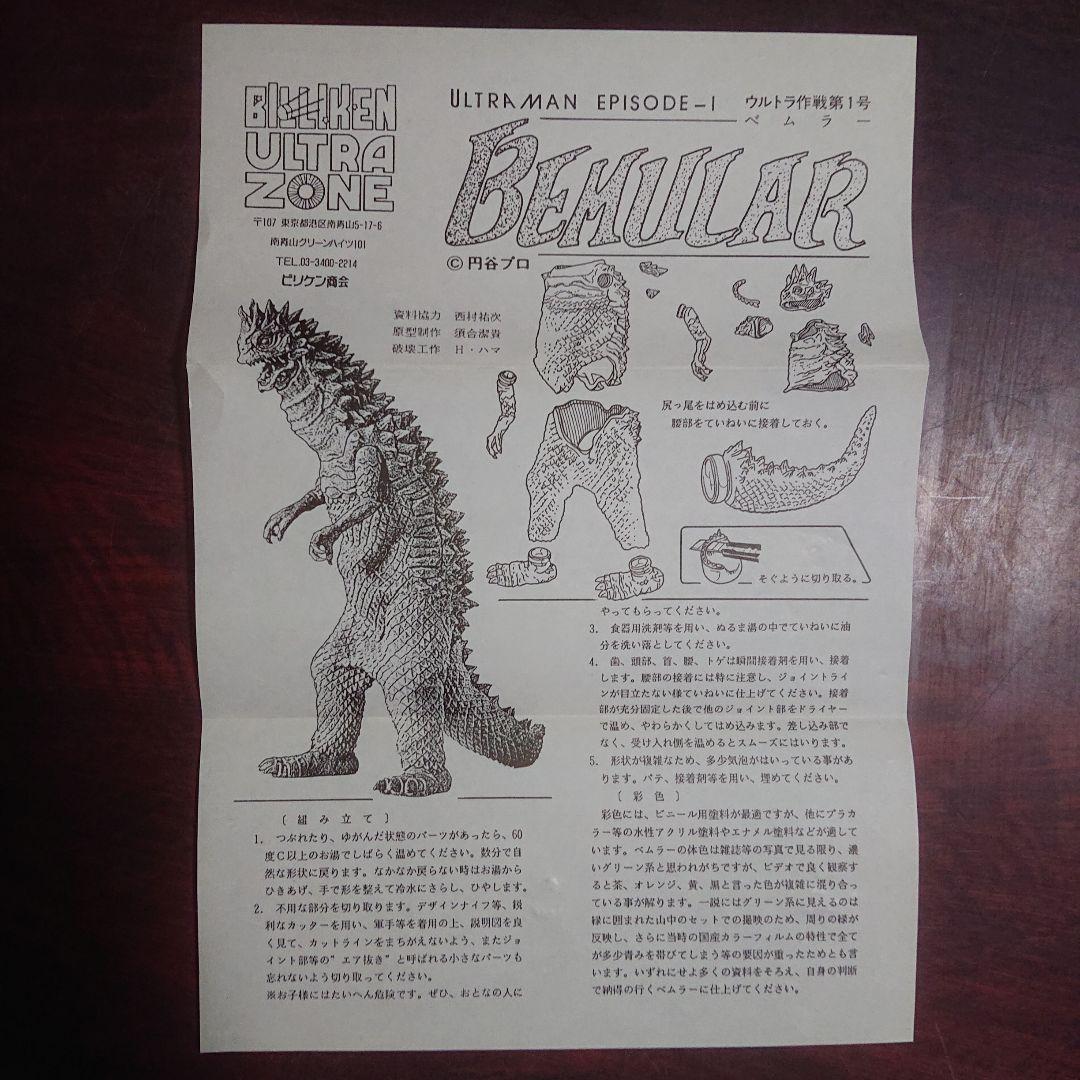 BILLIKEN
ULTRA
ZONE
〒107 東京都港区南青山5-17-6
南青山グリーンハイツ101
TEL.03-3400-2214
ビリケン商会
ULTRAMAN EPISODE-1
ウルトラ作戦第1号
ベムラー
BEMULAR
© 円谷プロ
資料協力 西村祐次
原型制作 須合潔貴
破壊工作 H・ハマ
尻っ尾をはめ込む前に
腰部をていねいに接着しておく。
そぐように切り取る。
〔組み立て〕
1. つぶれたり、ゆがんだ状態のパーツがあったら、60
度C以上のお湯でしばらく温めてください。数分で自
然な形状に戻ります。なかなか戻らない時はお湯から
ひきあげ、手で形を整えて冷水にさらし、ひやします。
2. 不用な部分を切り取ります。デザインナイフ等、鋭
利なカッターを用い、軍手等を着用の上、説明図を良
く見て、カットラインをまちがえないよう、またジョ
イント部等の"エア抜き"と呼ばれる小さなパーツも
忘れないよう切り取ってください。
※お子様にはたいへん危険です。ぜひ、おとなの人に
やってもらってください。
3. 食器用洗剤等を用い、ぬるま湯の中でていねいに油
分を洗い落としてください。
4. 歯、頭部、首、腰、トゲは瞬間接着剤を用い、接着
します。腰部の接着には特に注意し、ジョイントライ
ンが目立たない様ていねいに仕上げてください。接着
部が充分固定した後で他のジョイント部をドライヤー
で温め、やわらかくしてはめ込みます。差し込み部で
なく、受け入れ側を温めるとスムーズにはいります。
5. 形状が複雑なため、多少気泡がはいっている事があ
ります。パテ、接着剤等を用い、埋めてください。
〔彩色〕
彩色には、ビニール用塗料が最適ですが、他にプラカ
ラー等の水性アクリル塗料やエナメル塗料などが適して
います。ベムラーの体色は雑誌等の写真で見る限り、濃
いグリーン系と思われがちですが、ビデオで良く観察す
ると茶、オレンジ、黄、黒と言った色が複雑に混り合っ
ている事が解ります。一説にはグリーン系に見えるのは
緑に囲まれた山中のセットでの撮映のため、周りの緑が
反映し、さらに当時の国産カラーフィルムの特性で全て
が多少青みを帯びてしまう等の要因が重ったためとも言
います。いずれにせよ多くの資料をそろえ、自身の判断
で納得の行くベムラーに仕上げてください。